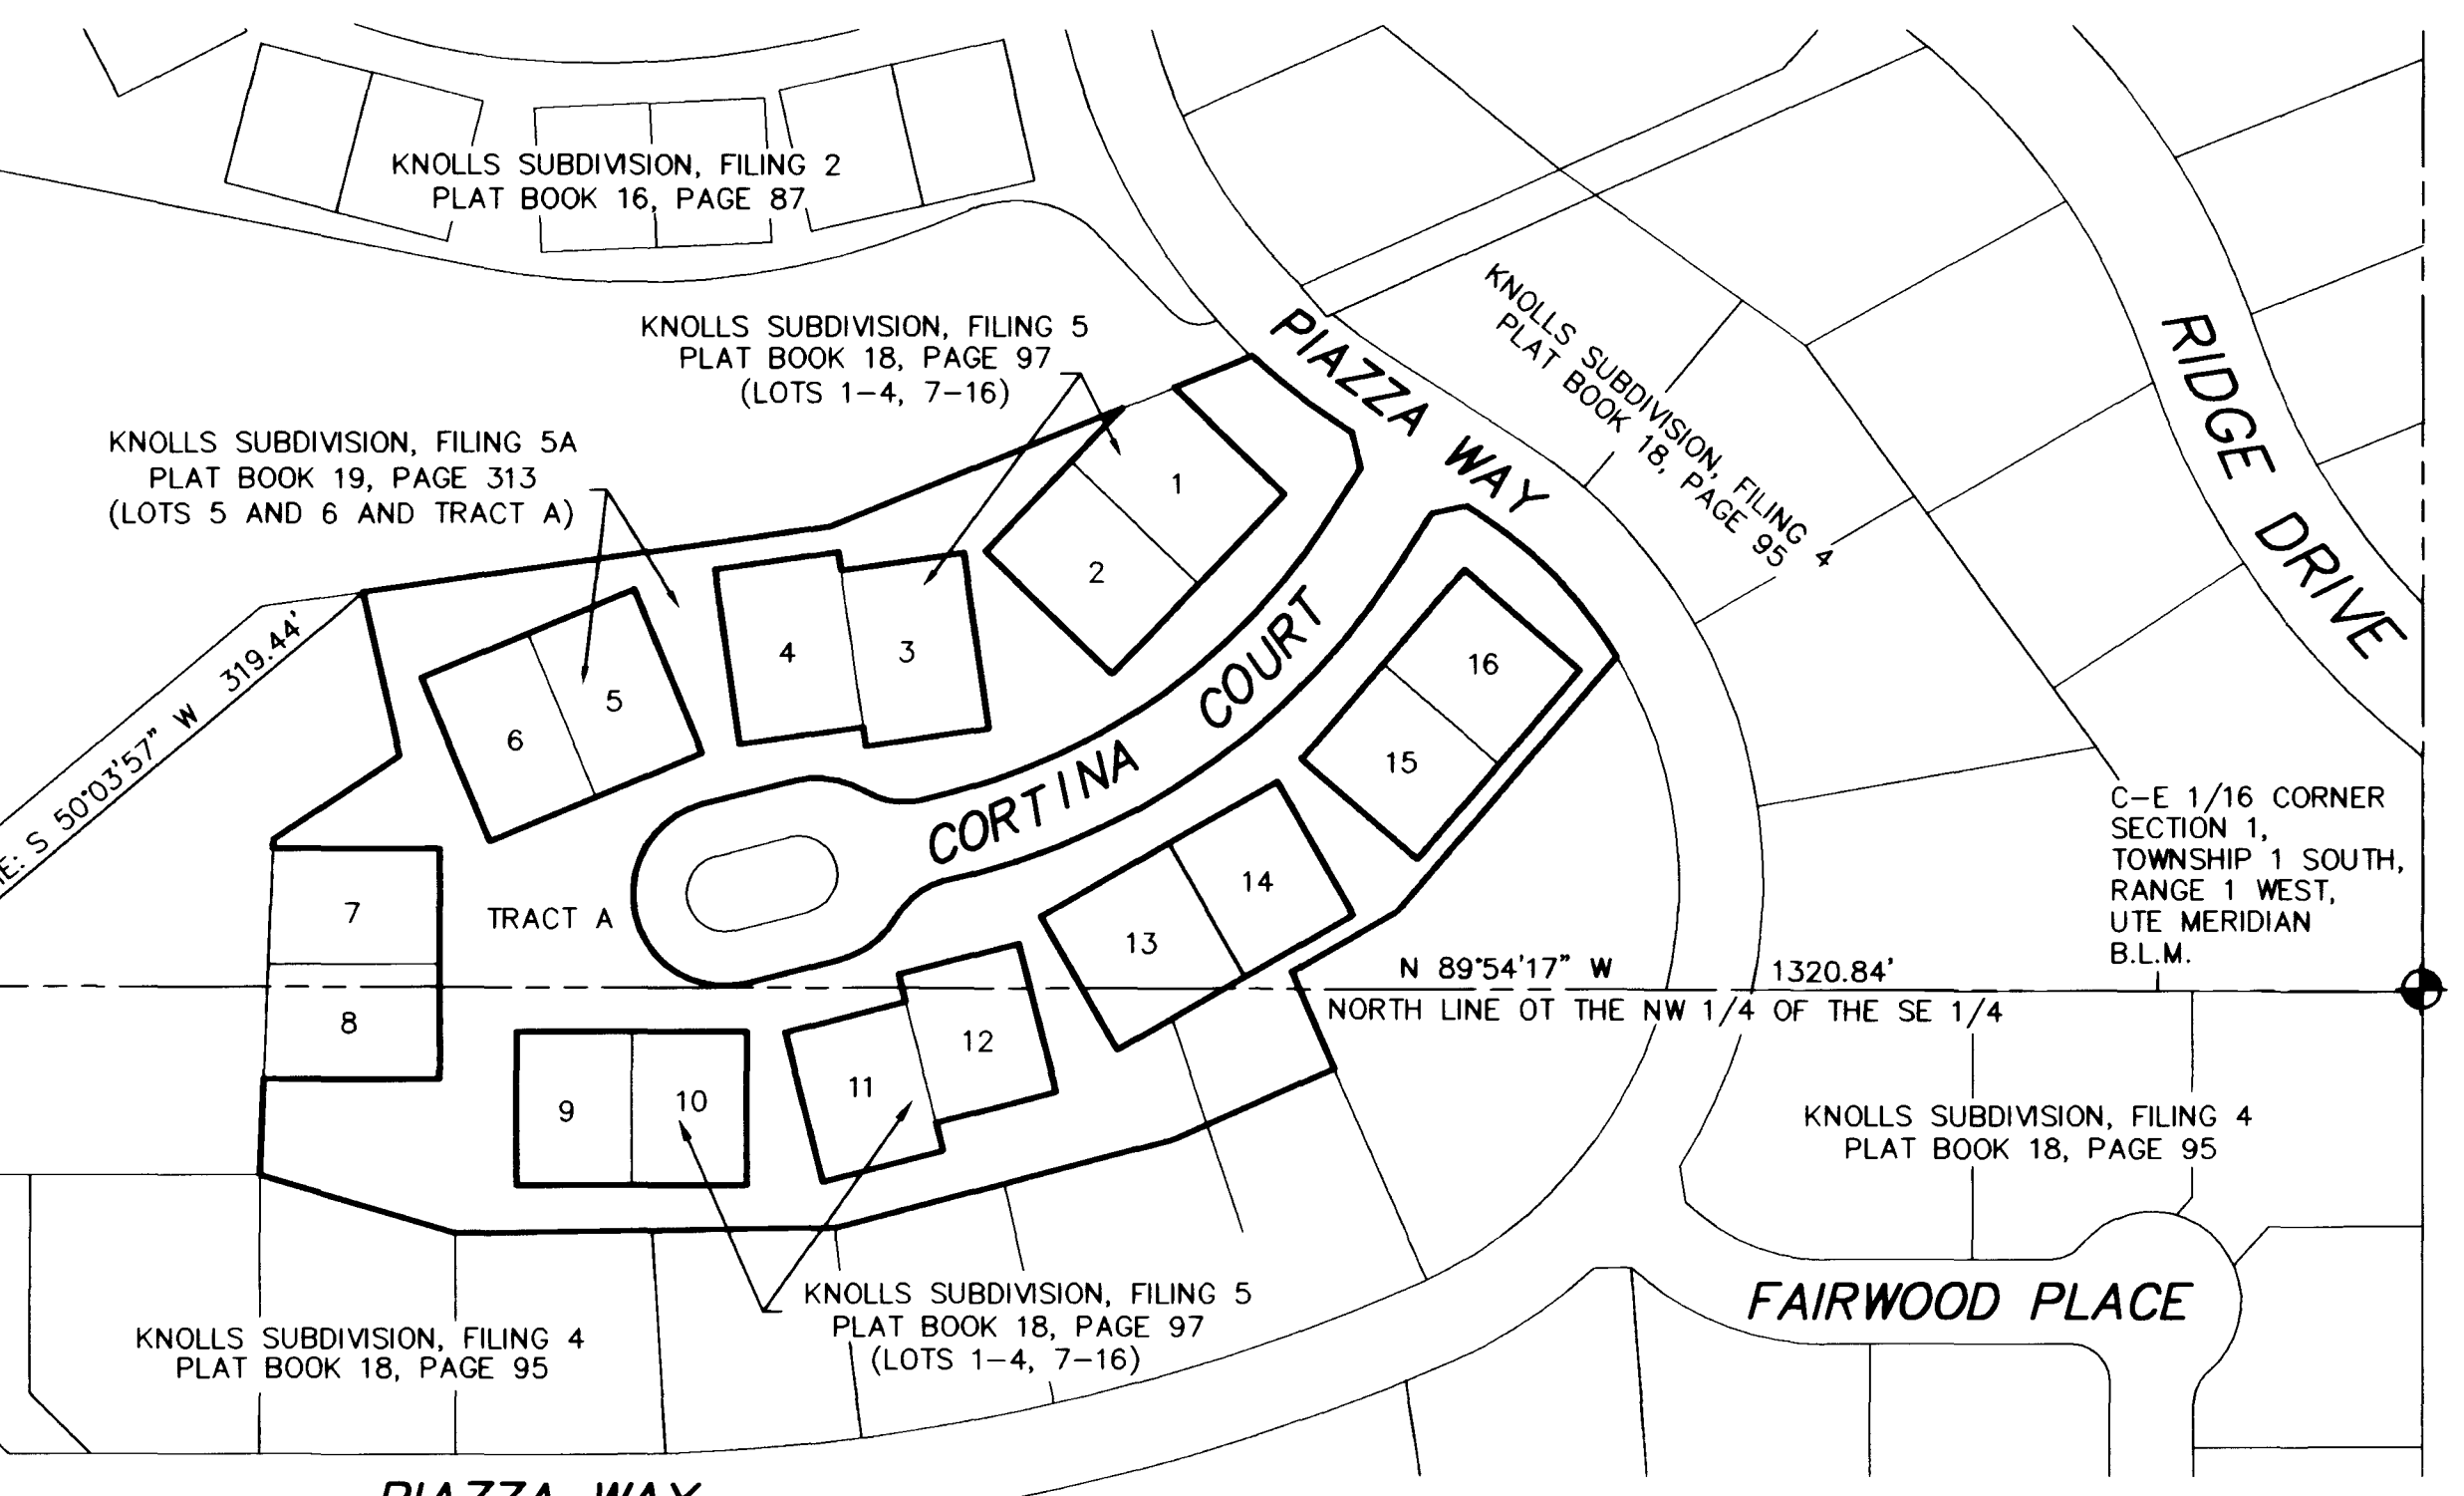 KNOLLS SUBDIVISION, FILING 2
PLAT BOOK 16, PAGE 87
KNOLLS SUBDIVISION, FILING 5
PLAT BOOK 18, PAGE 97
(LOTS 1-4, 7-16)
KNOLLS SUBDIVISION, FILING 5A
PLAT BOOK 19, PAGE 313
(LOTS 5 AND 6 AND TRACT A)
PIAZZA WAY
KNOLLS SUBDIVISION, FILING 4
PLAT BOOK 18, PAGE 95
RIDGE DRIVE
E: S 50°03'57" W 319.44'
1
2
3
4
5
6
CORTINA COURT
16
15
14
13
7
TRACT A
8
12
11
10
9
C-E 1/16 CORNER
SECTION 1,
TOWNSHIP 1 SOUTH,
RANGE 1 WEST,
UTE MERIDIAN
B.L.M.
N 89°54'17" W 1320.84'
NORTH LINE OT THE NW 1/4 OF THE SE 1/4
KNOLLS SUBDIVISION, FILING 4
PLAT BOOK 18, PAGE 95
FAIRWOOD PLACE
KNOLLS SUBDIVISION, FILING 5
PLAT BOOK 18, PAGE 97
(LOTS 1-4, 7-16)
KNOLLS SUBDIVISION, FILING 4
PLAT BOOK 18, PAGE 95
PIAZZA WAY